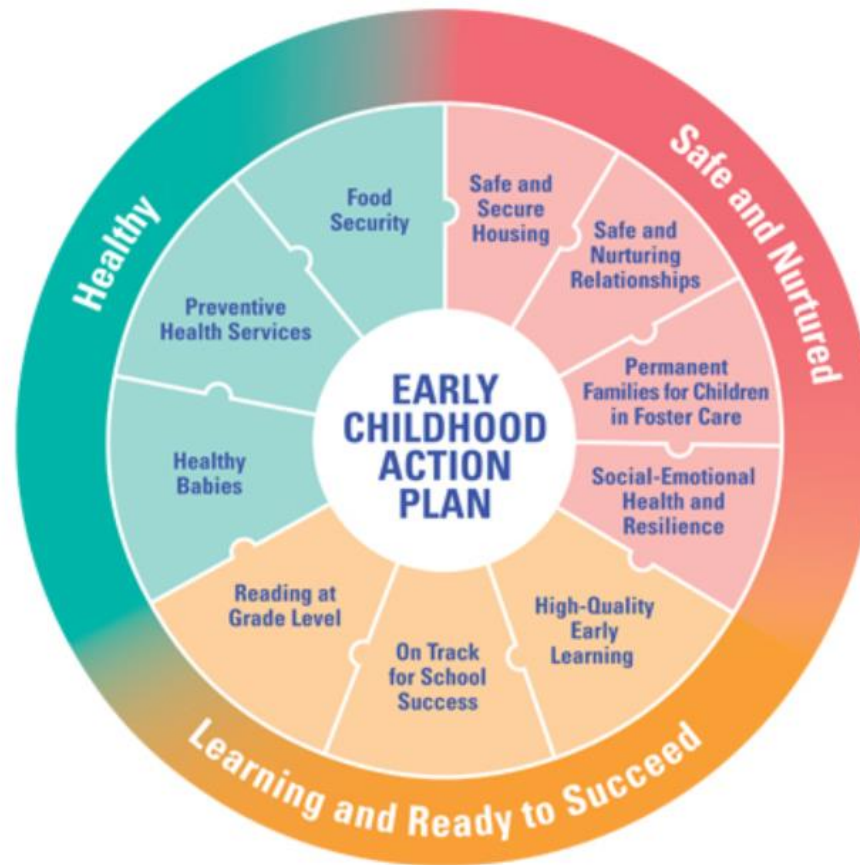 EARLY
CHILDHOOD
ACTION
PLAN
Healthy
Food
Security
Preventive
Health Services
Healthy
Babies
Safe and Nurtured
Safe and
Secure
Housing
Safe and
Nurturing
Relationships
Permanent
Families for Children
in Foster Care
Social-Emotional
Health and
Resilience
Learning and Ready to Succeed
High-Quality
Early
Learning
On Track
for School
Success
Reading at
Grade Level